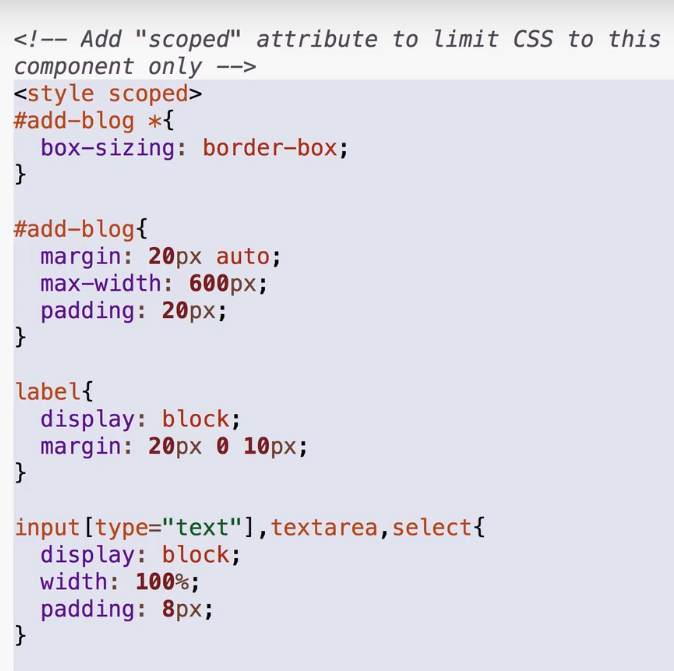 <!-- Add "scoped" attribute to limit CSS to this
component only -->
<style scoped>
#add-blog *{
  box-sizing: border-box;
}

#add-blog{
  margin: 20px auto;
  max-width: 600px;
  padding: 20px;
}

label{
  display: block;
  margin: 20px 0 10px;
}

input[type="text"],textarea,select{
  display: block;
  width: 100%;
  padding: 8px;
}